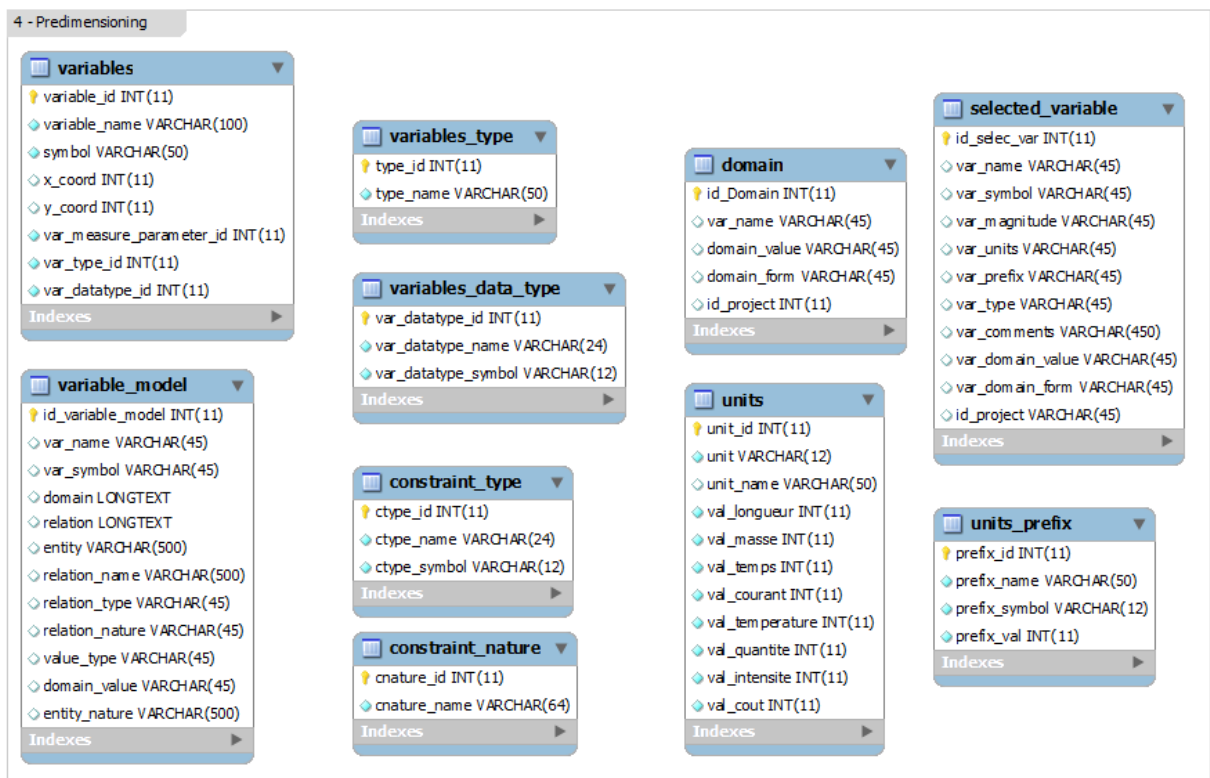 4 - Predimensioning
variables
variable_id INT(11)
variable_name VARCHAR(100)
symbol VARCHAR(50)
x_coord INT(11)
y_coord INT(11)
var_measure_parameter_id INT(11)
var_type_id INT(11)
var_datatype_id INT(11)
Indexes
variable_model
id_variable_model INT(11)
var_name VARCHAR(45)
var_symbol VARCHAR(45)
domain LONGTEXT
relation LONGTEXT
entity VARCHAR(500)
relation_name VARCHAR(500)
relation_type VARCHAR(45)
relation_nature VARCHAR(45)
value_type VARCHAR(45)
domain_value VARCHAR(45)
entity_nature VARCHAR(500)
Indexes
variables_type
type_id INT(11)
type_name VARCHAR(50)
Indexes
variables_data_type
var_datatype_id INT(11)
var_datatype_name VARCHAR(24)
var_datatype_symbol VARCHAR(12)
Indexes
constraint_type
ctype_id INT(11)
ctype_name VARCHAR(24)
ctype_symbol VARCHAR(12)
Indexes
constraint_nature
cnature_id INT(11)
cnature_name VARCHAR(64)
Indexes
domain
id_Domain INT(11)
var_name VARCHAR(45)
domain_value VARCHAR(45)
domain_form VARCHAR(45)
id_project INT(11)
Indexes
units
unit_id INT(11)
unit VARCHAR(12)
unit_name VARCHAR(50)
val_longueur INT(11)
val_masse INT(11)
val_temps INT(11)
val_courant INT(11)
val_temperature INT(11)
val_quantite INT(11)
val_intensite INT(11)
val_cout INT(11)
Indexes
selected_variable
id_selec_var INT(11)
var_name VARCHAR(45)
var_symbol VARCHAR(45)
var_magnitude VARCHAR(45)
var_units VARCHAR(45)
var_prefix VARCHAR(45)
var_type VARCHAR(45)
var_comments VARCHAR(450)
var_domain_value VARCHAR(45)
var_domain_form VARCHAR(45)
id_project VARCHAR(45)
Indexes
units_prefix
prefix_id INT(11)
prefix_name VARCHAR(50)
prefix_symbol VARCHAR(12)
prefix_val INT(11)
Indexes